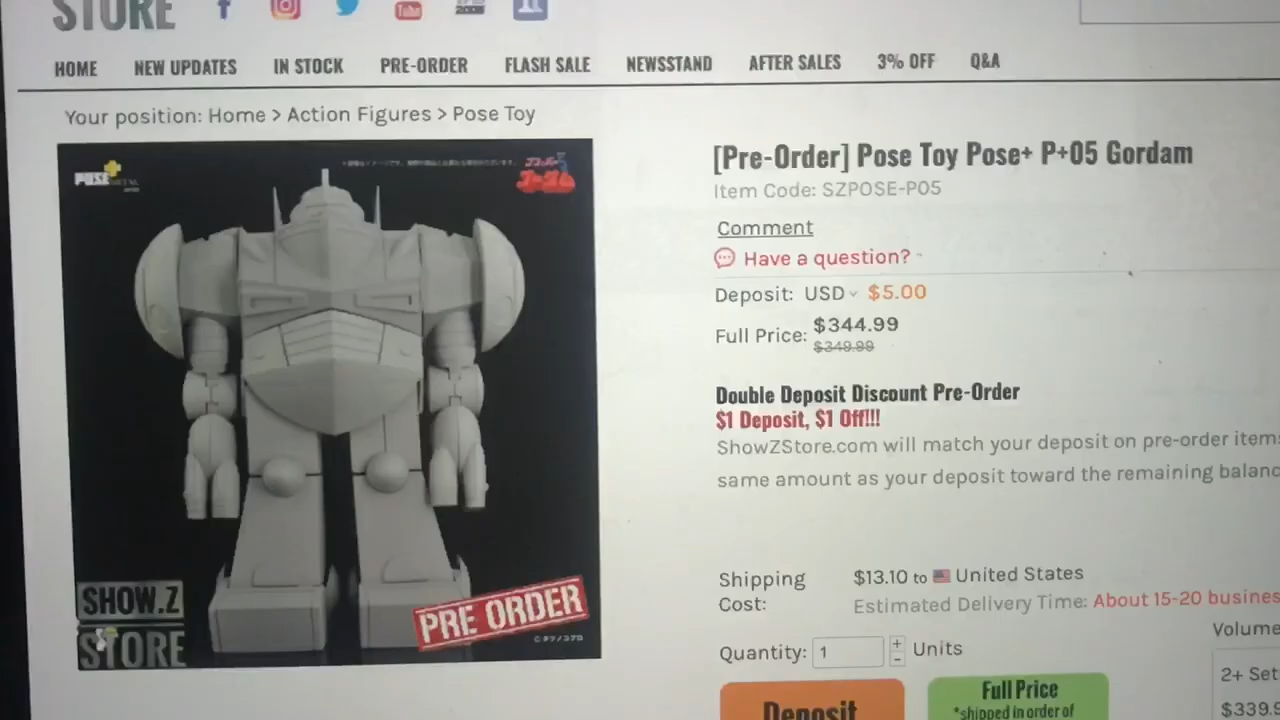 STORE
You Tube
HOME NEW UPDATES IN STOCK PRE-ORDER FLASH SALE NEWSSTAND AFTER SALES 3% OFF Q&A
Your position: Home > Action Figures > Pose Toy
POSE+
METAL
[Pre-Order] Pose Toy Pose+ P+05 Gordam
Item Code: SZPOSE-P05
Comment
Have a question?
Deposit: USD $5.00
Full Price: $344.99
$349.99
Double Deposit Discount Pre-Order
$1 Deposit, $1 Off!!!
ShowZStore.com will match your deposit on pre-order items
same amount as your deposit toward the remaining balanc
SHOW.Z
STORE
PRE ORDER
Shipping Cost: $13.10 to United States
Estimated Delivery Time: About 15-20 busines
Volume
Quantity: 1 + - Units
2+ Set
$339.9
Deposit
Full Price
*shipped in order of